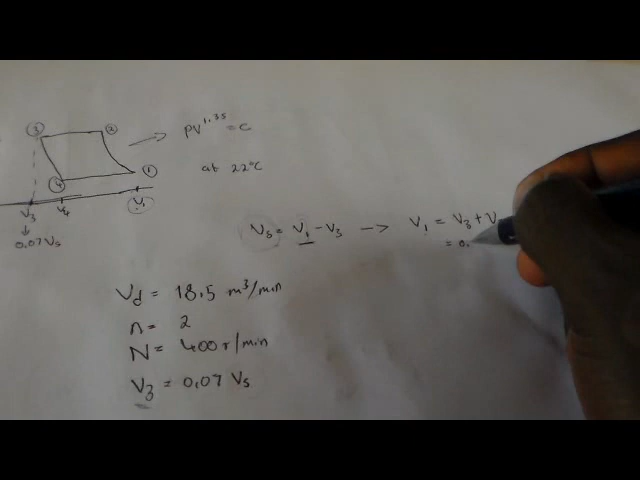 ③ ②
PV^1.35 = C
④ ①
at 22°C
V₃ V₄ V₁
0.07 Vs
Vs = V₁ - V₃ → V₁ = V₃ + V
= 0.
Vd = 18.5 m³/min
n = 2
N = 400 r/min
V₃ = 0.07 Vs